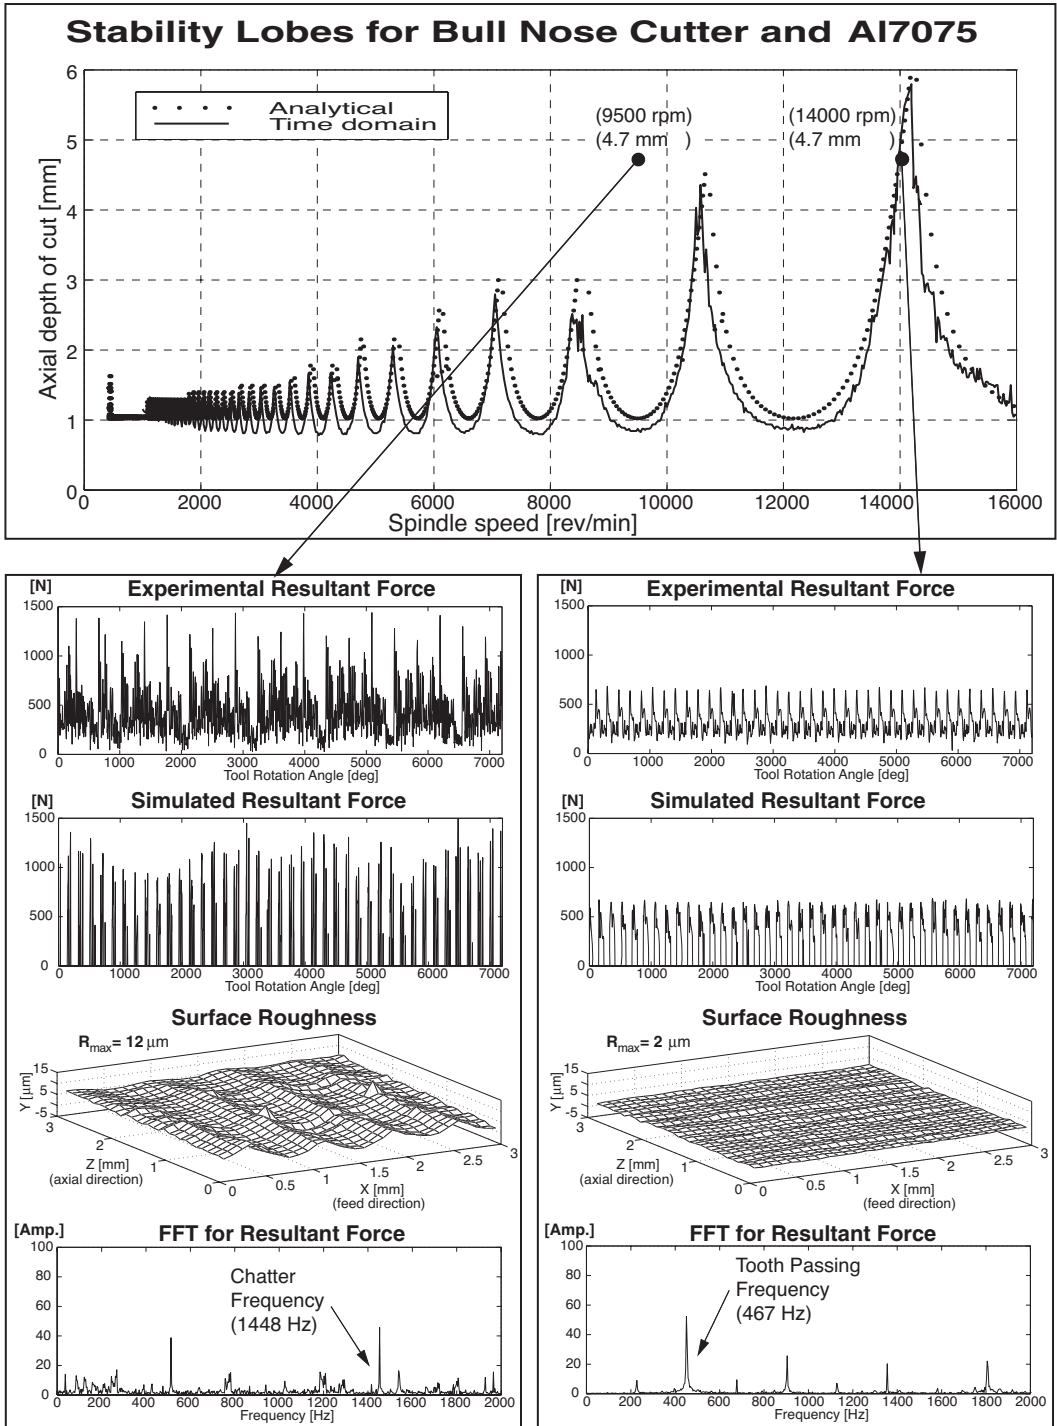 Stability Lobes for Bull Nose Cutter and Al7075
Axial depth of cut [mm]
6
5
4
3
2
1
0
Analytical
Time domain
(9500 rpm)
(4.7 mm )
(14000 rpm)
(4.7 mm )
0 2000 4000 6000 8000 10000 12000 14000 16000
Spindle speed [rev/min]
[N] Experimental Resultant Force
1500
1000
500
0
0 1000 2000 3000 4000 5000 6000 7000
Tool Rotation Angle [deg]
[N] Simulated Resultant Force
1500
1000
500
0
0 1000 2000 3000 4000 5000 6000 7000
Tool Rotation Angle [deg]
Surface Roughness
Rmax= 12 μm
Y [μm]
15
5
-5
3
2
1
0
Z [mm]
(axial direction)
0 0.5 1 1.5 2 2.5 3
X [mm]
(feed direction)
[Amp.] FFT for Resultant Force
100
80
60
40
20
0
Chatter
Frequency
(1448 Hz)
0 200 400 600 800 1000 1200 1400 1600 1800 2000
Frequency [Hz]
[N] Experimental Resultant Force
1500
1000
500
0
0 1000 2000 3000 4000 5000 6000 7000
Tool Rotation Angle [deg]
[N] Simulated Resultant Force
1500
1000
500
0
0 1000 2000 3000 4000 5000 6000 7000
Tool Rotation Angle [deg]
Surface Roughness
Rmax= 2 μm
Y [μm]
15
5
-5
3
2
1
0
Z [mm]
(axial direction)
0 0.5 1 1.5 2 2.5 3
X [mm]
(feed direction)
[Amp.] FFT for Resultant Force
100
80
60
40
20
0
Tooth Passing
Frequency
(467 Hz)
0 200 400 600 800 1000 1200 1400 1600 1800 2000
Frequency [Hz]